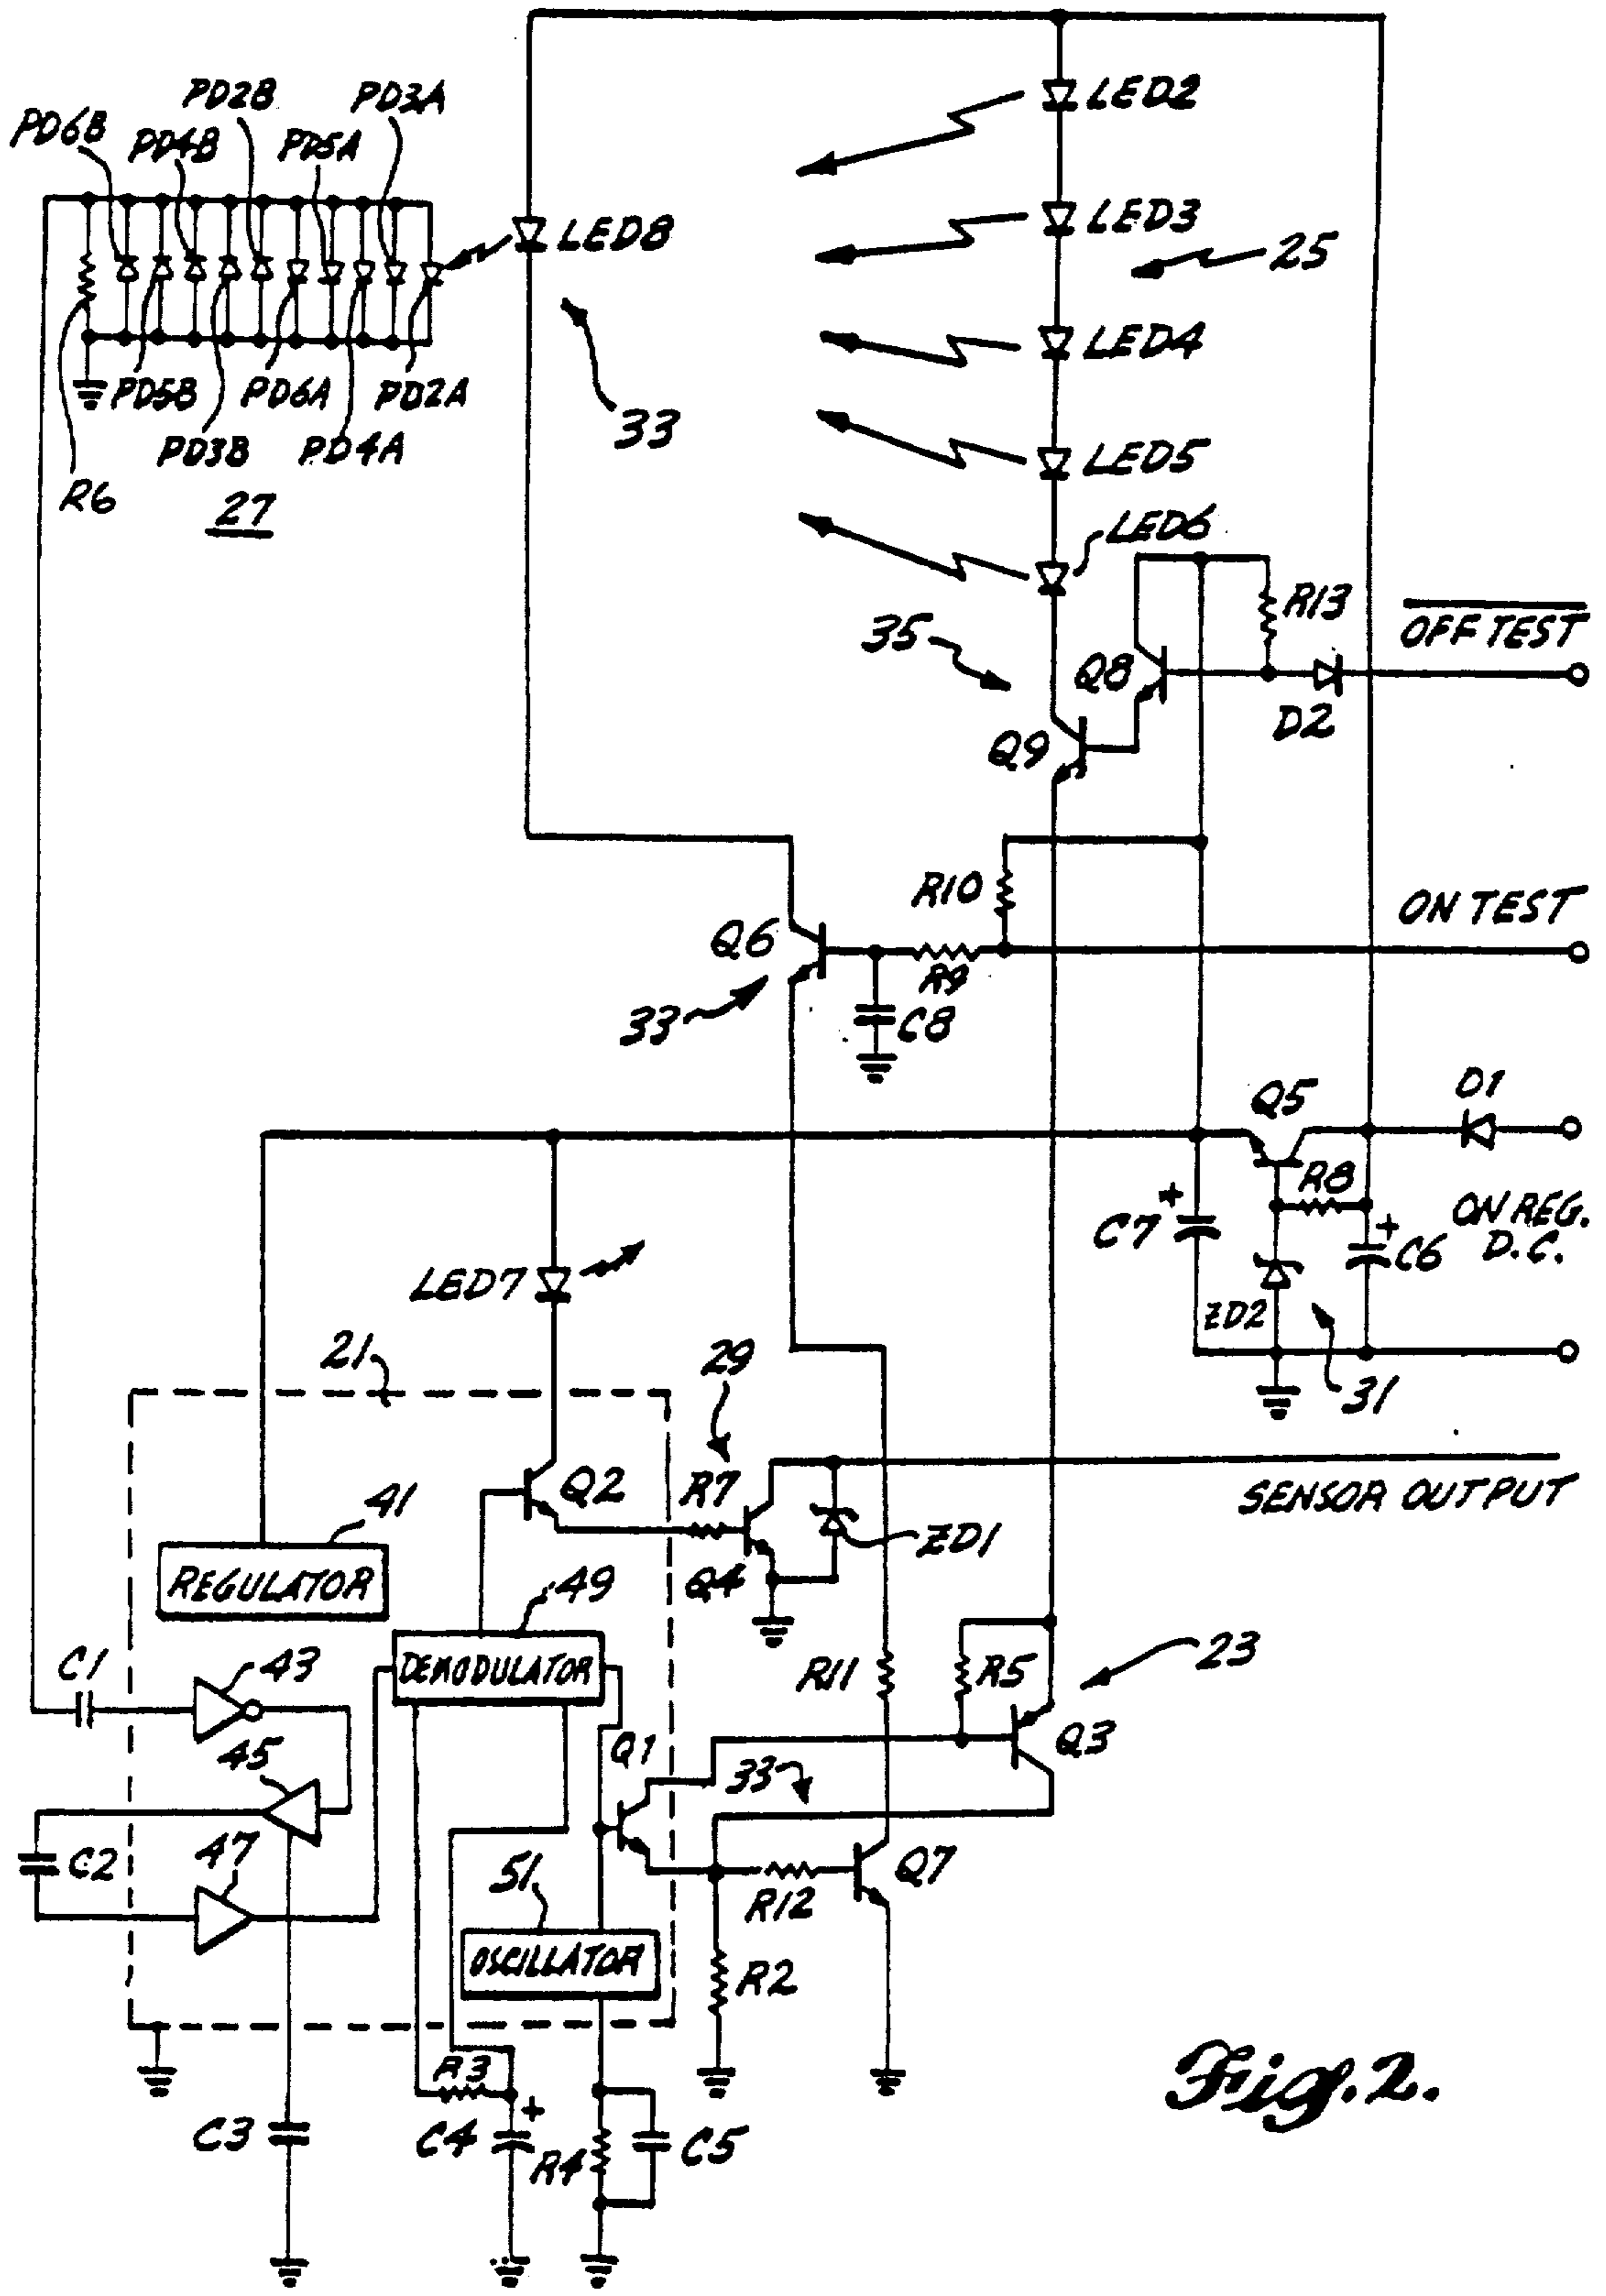 LED2
PD2B PD3A
PD6B PD4B PD5A
LED3
LED8
25
LED4
PD5B PD6A PD2A
33
PD3B PD4A
LED5
R6
27
LED6
R13
OFF TEST
35
Q8
D2
Q9
R10
ON TEST
Q6
R9
33
C8
D1
Q5
R8
+
C7
ON REG.
D.C.
+
C6
LED7
ZD2
21
29
31
Q2
R7
SENSOR OUTPUT
41
ZD1
REGULATOR
49
Q4
C1
43
DEMODULATOR
R11
R5
23
45
Q1
33
Q3
C2
47
51
R12
Q7
OSCILLATOR
R2
R3
+
C3
C4
R4
C5
Fig. 2.